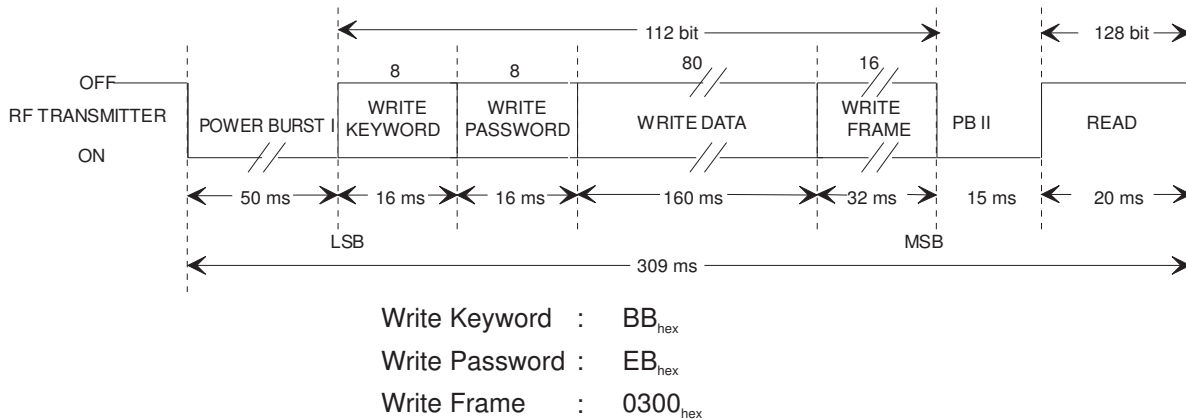 112 bit 128 bit
8 8 80 16
OFF
RF TRANSMITTER
ON
POWER BURST I
WRITE KEYWORD
WRITE PASSWORD
WRITE DATA
WRITE FRAME
PB II
READ
50 ms 16 ms 16 ms 160 ms 32 ms 15 ms 20 ms
LSB MSB
309 ms
Write Keyword : BBhex
Write Password : EBhex
Write Frame : 0300hex